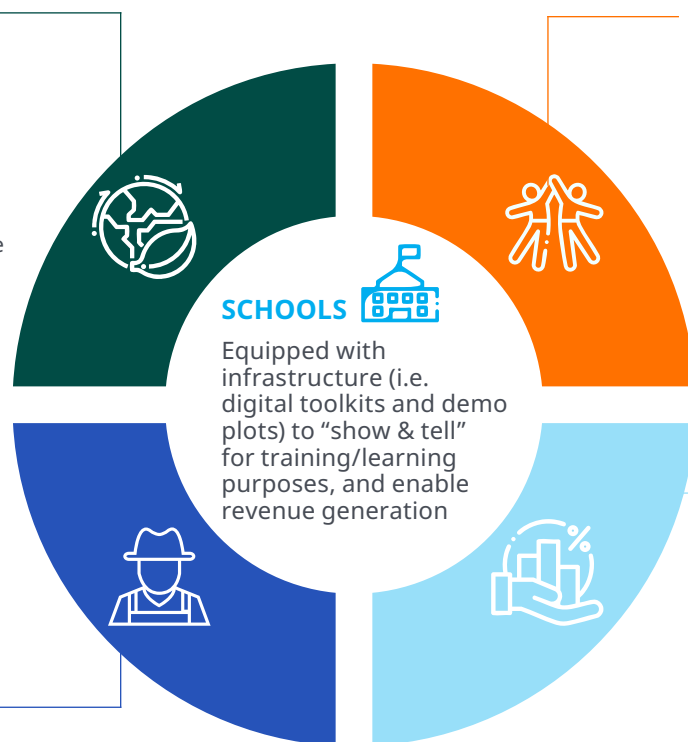 e
SCHOOLS
Equipped with
infrastructure (i.e.
digital toolkits and demo
plots) to “show & tell”
for training/learning
purposes, and enable
revenue generation
%